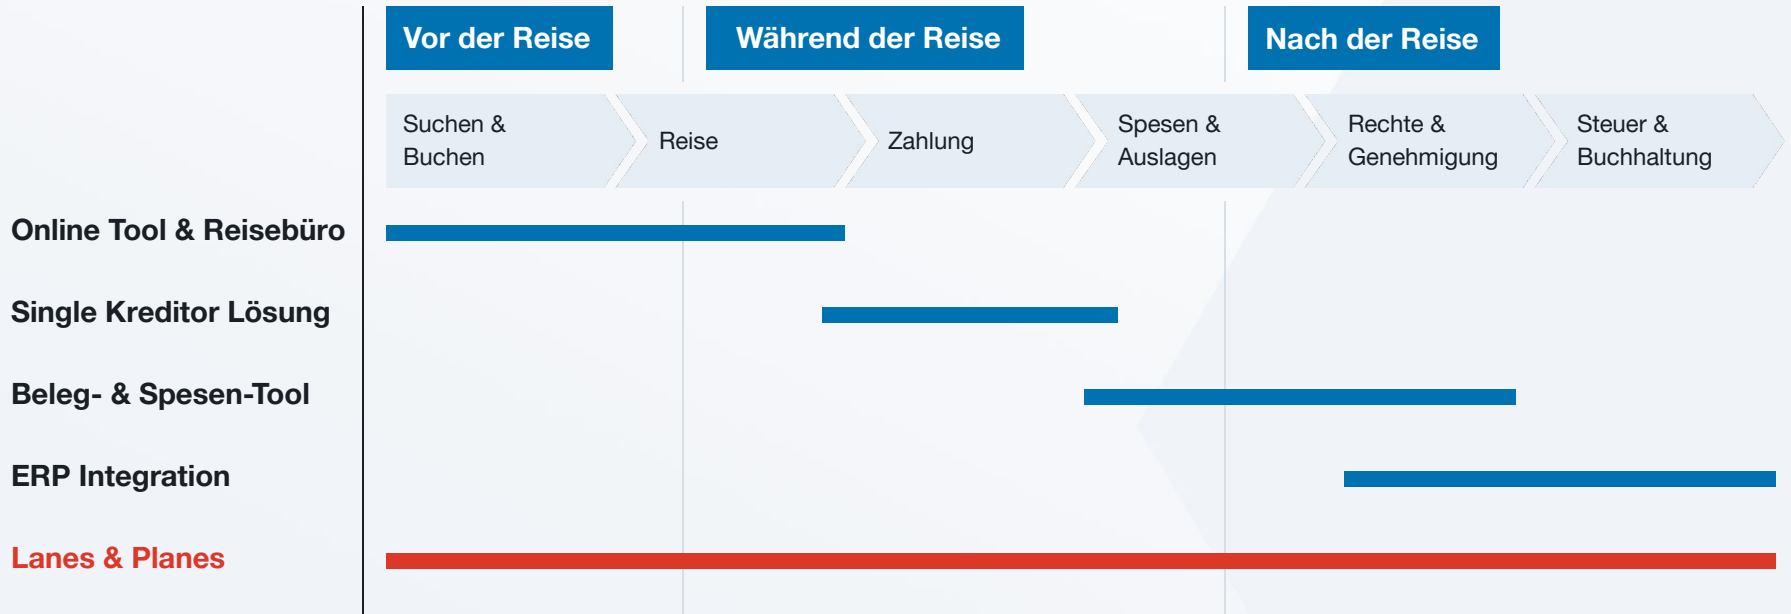 Vor der Reise
Während der Reise
Nach der Reise
Suchen &
Buchen
Reise
Zahlung
Spesen &
Auslagen
Rechte &
Genehmigung
Steuer &
Buchhaltung
Online Tool & Reisebüro
Single Kreditor Lösung
Beleg- & Spesen-Tool
ERP Integration
Lanes & Planes